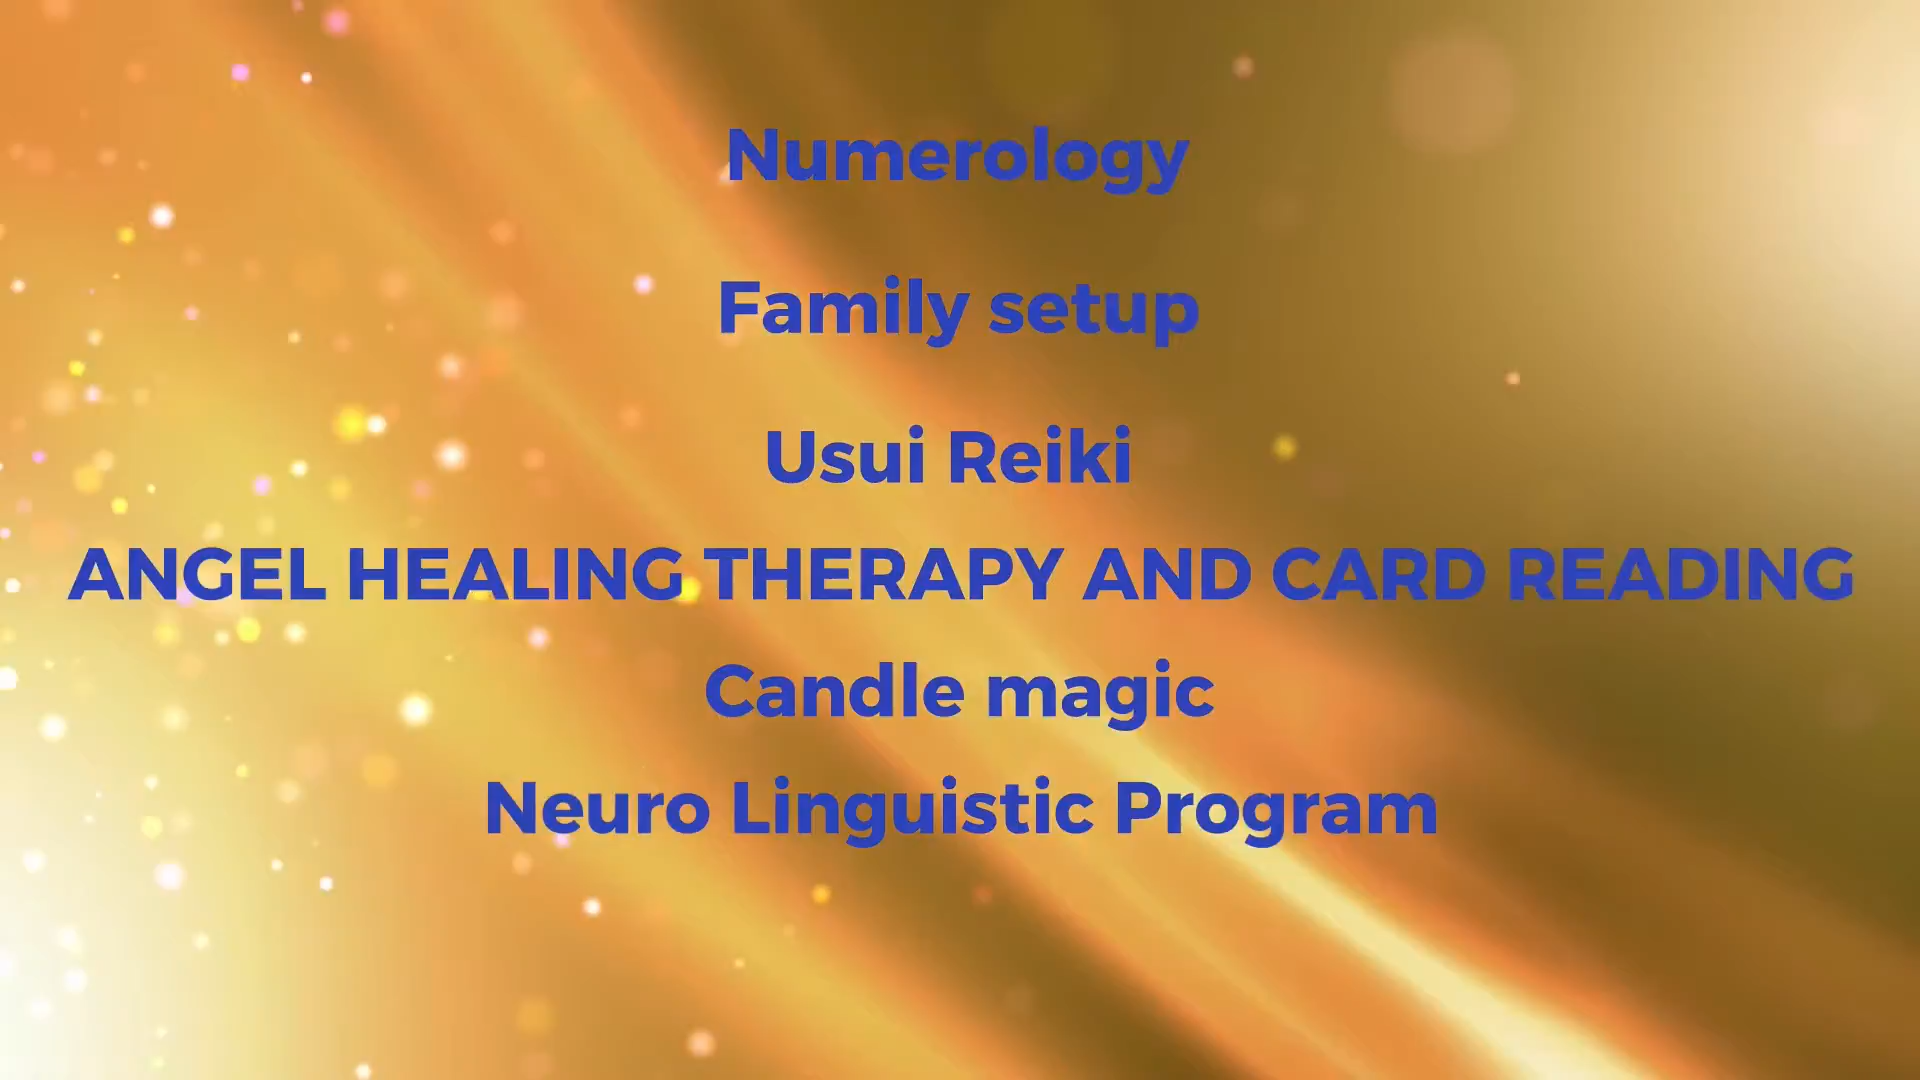 Numerology
Family setup
Usui Reiki
ANGEL HEALING THERAPY AND CARD READING
Candle magic
Neuro Linguistic Program